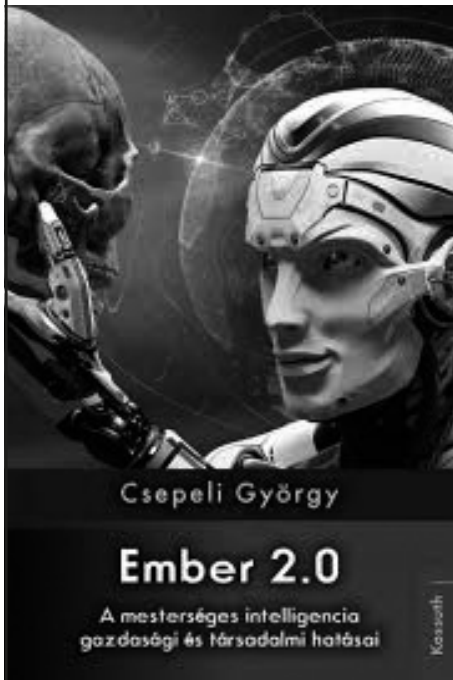 Csepeli György
Ember 2.0
A mesterséges intelligencia
gazdasági és társadalmi hatásai
Kossuth